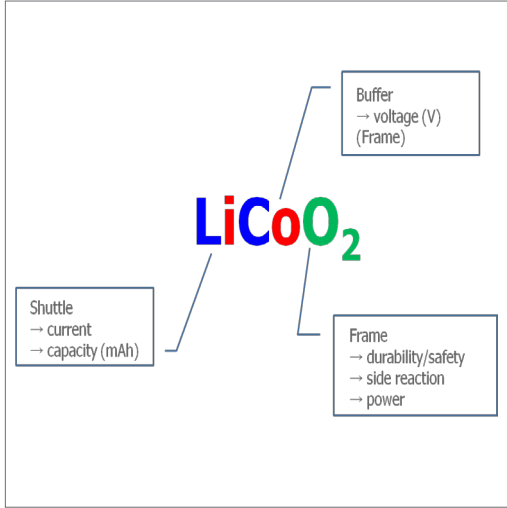 Buffer
→ voltage (V)
(Frame)
LiCoO₂
Shuttle
→ current
→ capacity (mAh)
Frame
→ durability/safety
→ side reaction
→ power